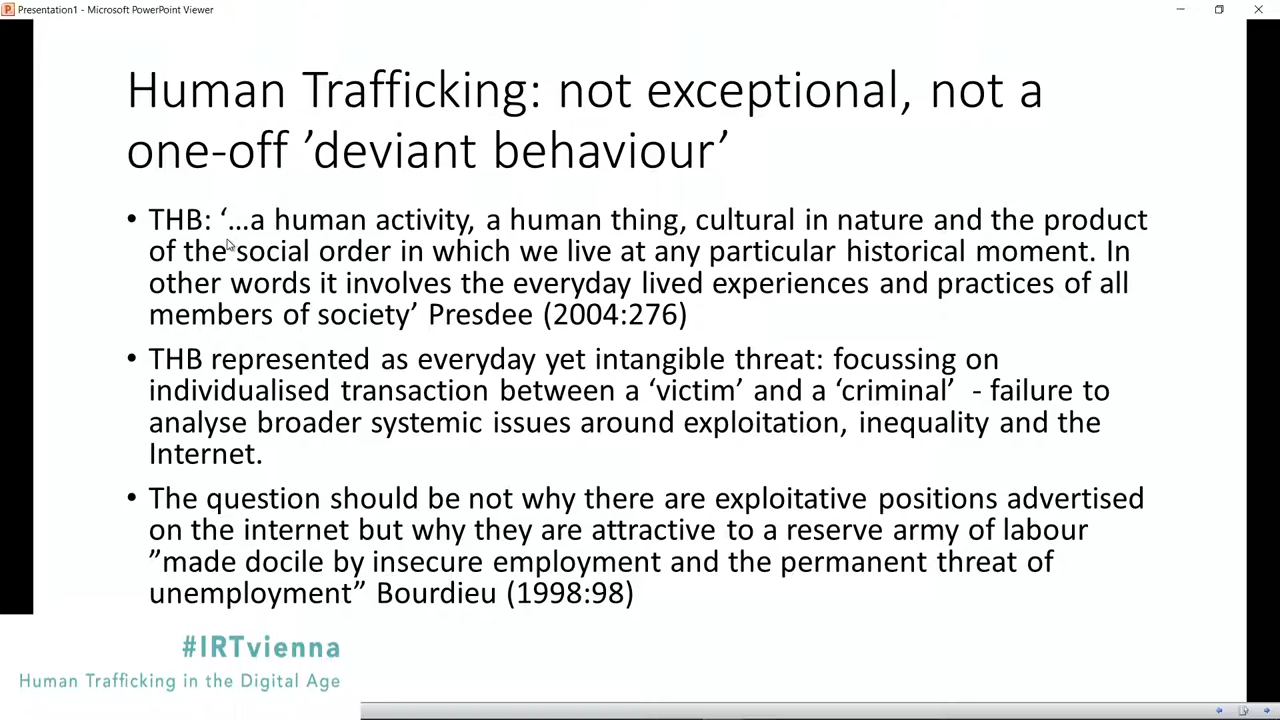 Presentation1 - Microsoft PowerPoint Viewer
Human Trafficking: not exceptional, not a
one-off ’deviant behaviour’
• THB: ‘…a human activity, a human thing, cultural in nature and the product
of the social order in which we live at any particular historical moment. In
other words it involves the everyday lived experiences and practices of all
members of society’ Presdee (2004:276)
• THB represented as everyday yet intangible threat: focussing on
individualised transaction between a ‘victim’ and a ‘criminal’  - failure to
analyse broader systemic issues around exploitation, inequality and the
Internet.
• The question should be not why there are exploitative positions advertised
on the internet but why they are attractive to a reserve army of labour
”made docile by insecure employment and the permanent threat of
unemployment” Bourdieu (1998:98)
#IRTvienna
Human Trafficking in the Digital Age